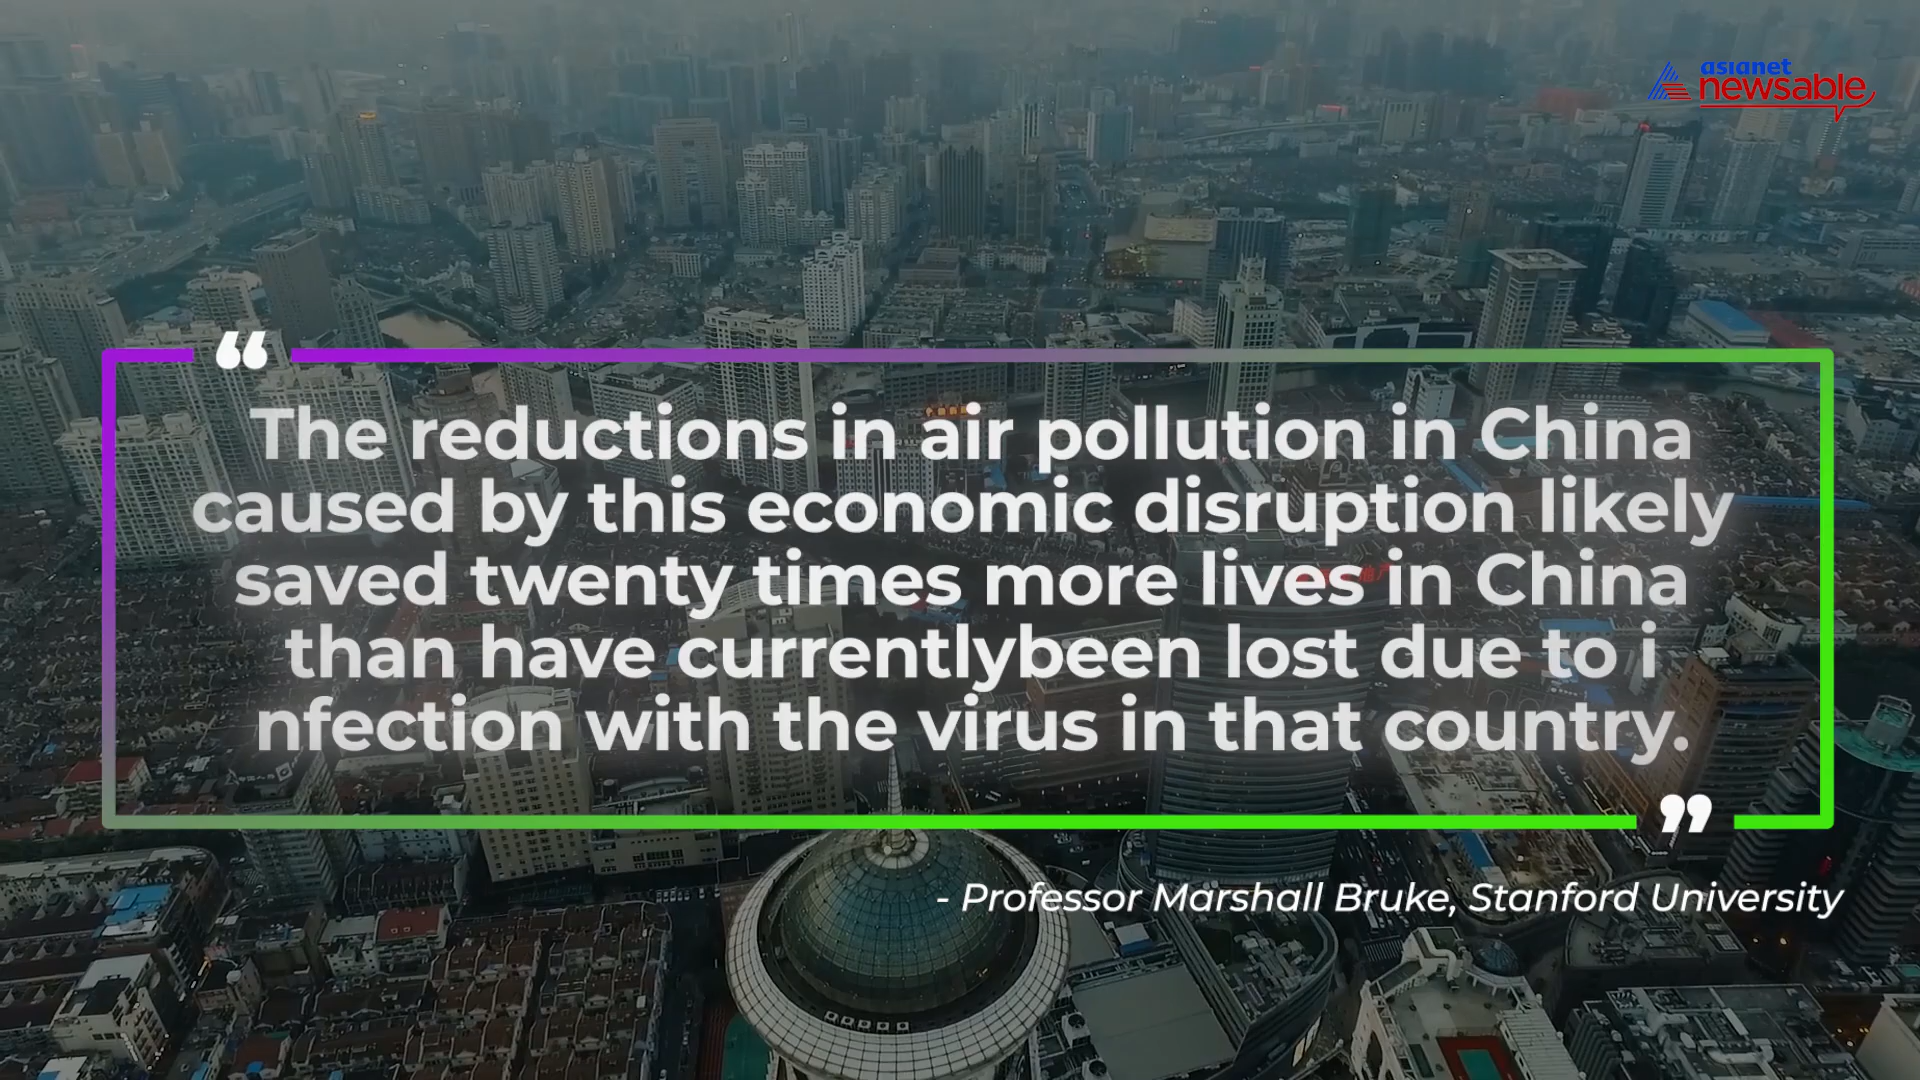 asianet
newsable
“
The reductions in air pollution in China
caused by this economic disruption likely
saved twenty times more lives in China
than have currentlybeen lost due to i
nfection with the virus in that country.
”
- Professor Marshall Bruke, Stanford University